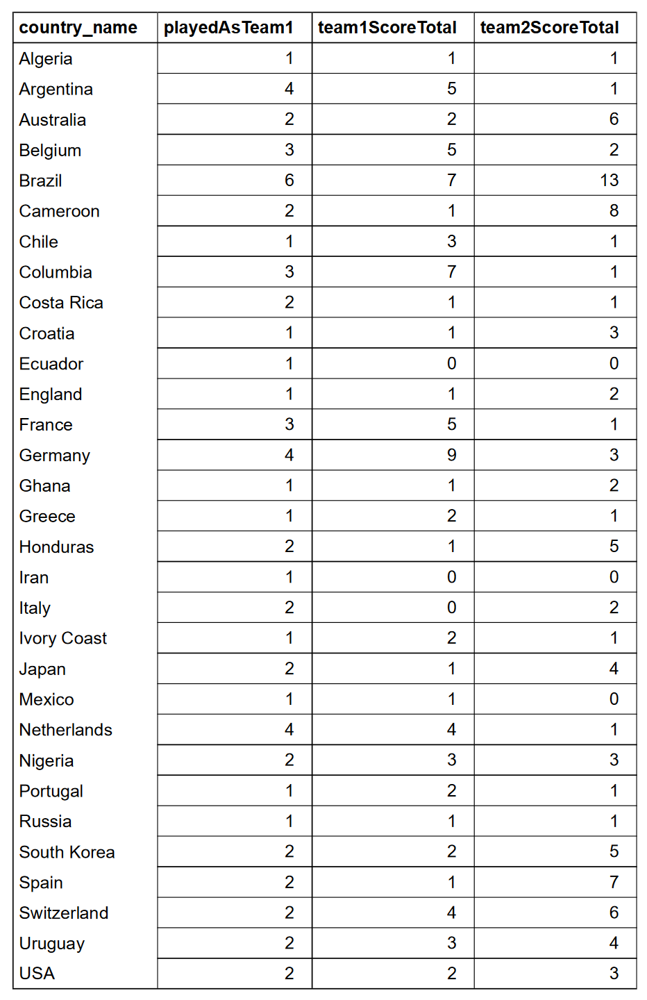 country_name playedAsTeam1 team1ScoreTotal team2ScoreTotal
Algeria 1 1 1
Argentina 4 5 1
Australia 2 2 6
Belgium 3 5 2
Brazil 6 7 13
Cameroon 2 1 8
Chile 1 3 1
Columbia 3 7 1
Costa Rica 2 1 1
Croatia 1 1 3
Ecuador 1 0 0
England 1 1 2
France 3 5 1
Germany 4 9 3
Ghana 1 1 2
Greece 1 2 1
Honduras 2 1 5
Iran 1 0 0
Italy 2 0 2
Ivory Coast 1 2 1
Japan 2 1 4
Mexico 1 1 0
Netherlands 4 4 1
Nigeria 2 3 3
Portugal 1 2 1
Russia 1 1 1
South Korea 2 2 5
Spain 2 1 7
Switzerland 2 4 6
Uruguay 2 3 4
USA 2 2 3